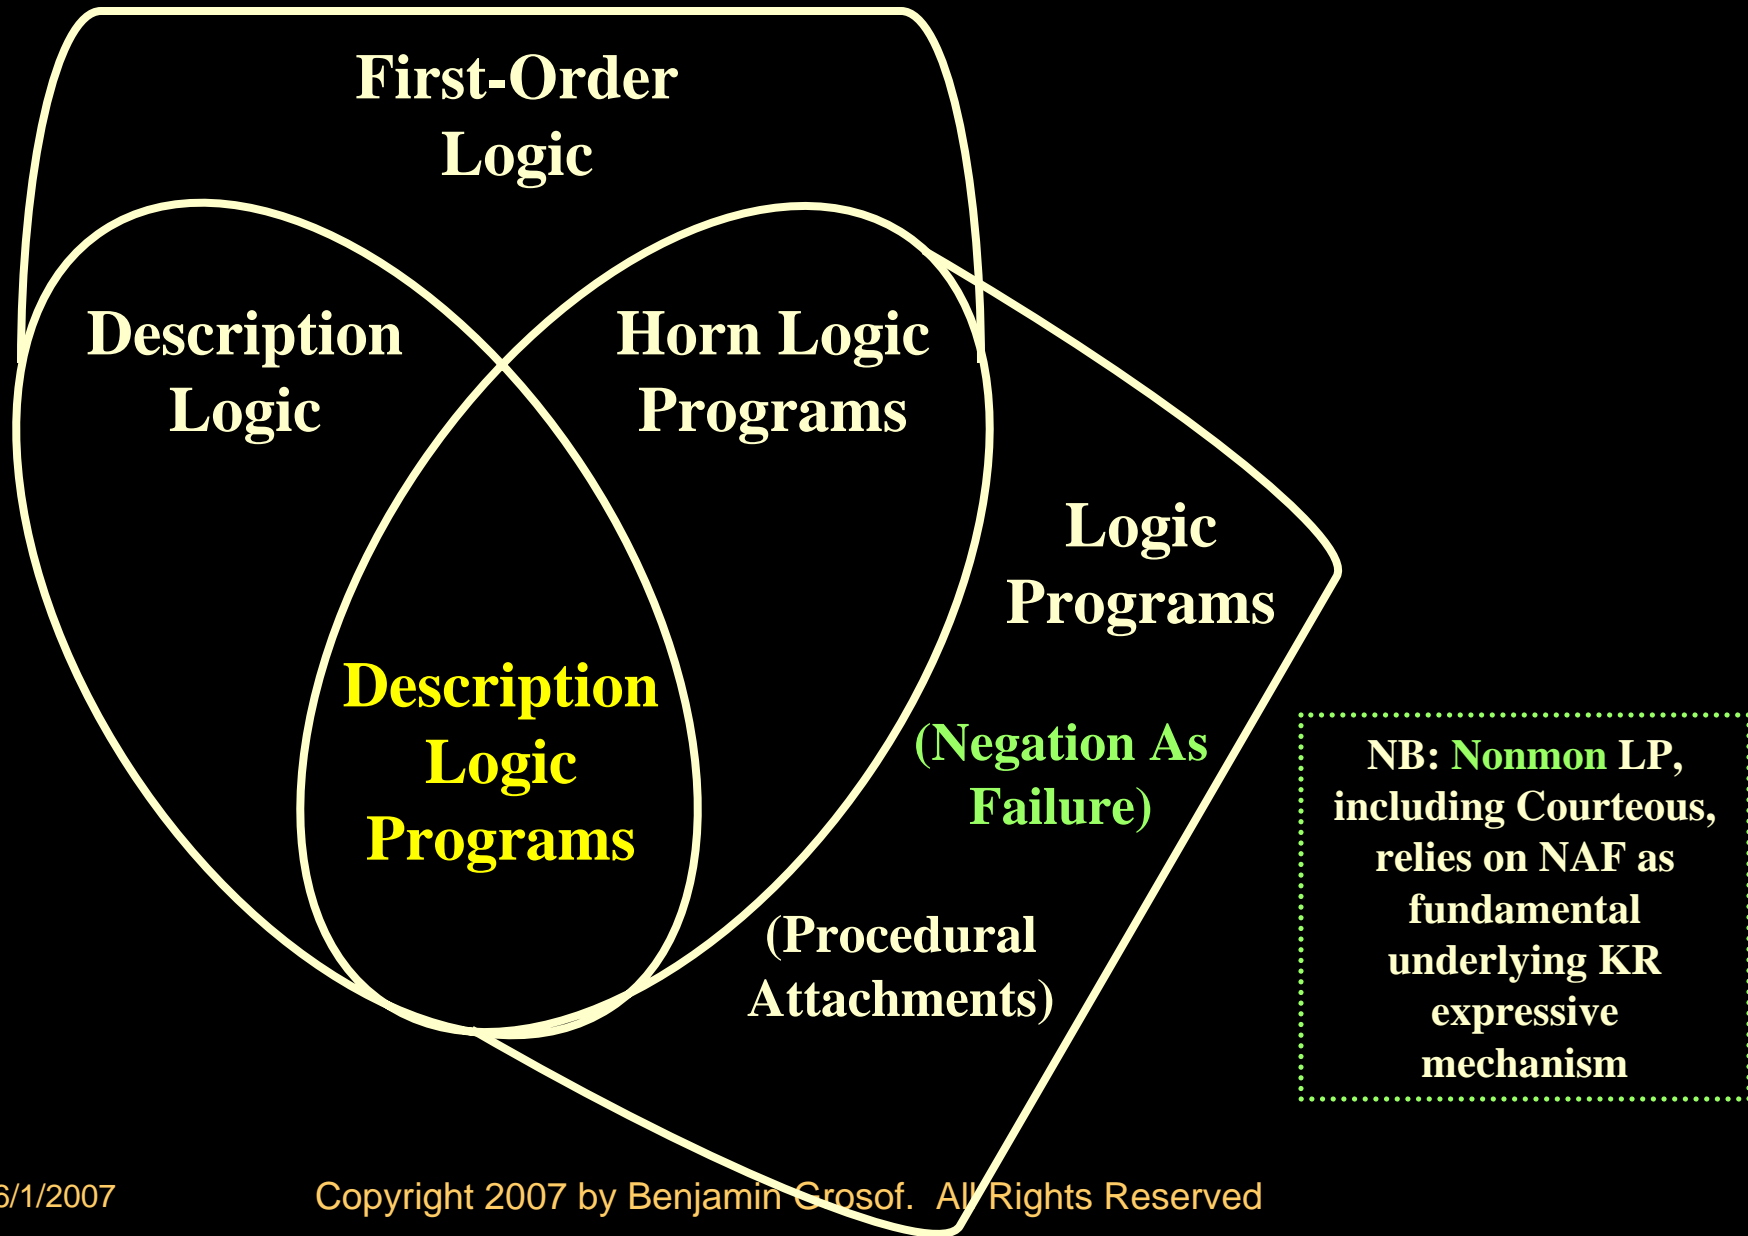 First-Order
Logic
Description
Logic
Horn Logic
Programs
Logic
Programs
Description
Logic
Programs
(Negation As
Failure)
(Procedural
Attachments)
NB: Nonmon LP,
including Courteous,
relies on NAF as
fundamental
underlying KR
expressive
mechanism
6/1/2007
Copyright 2007 by Benjamin Grosof. All Rights Reserved